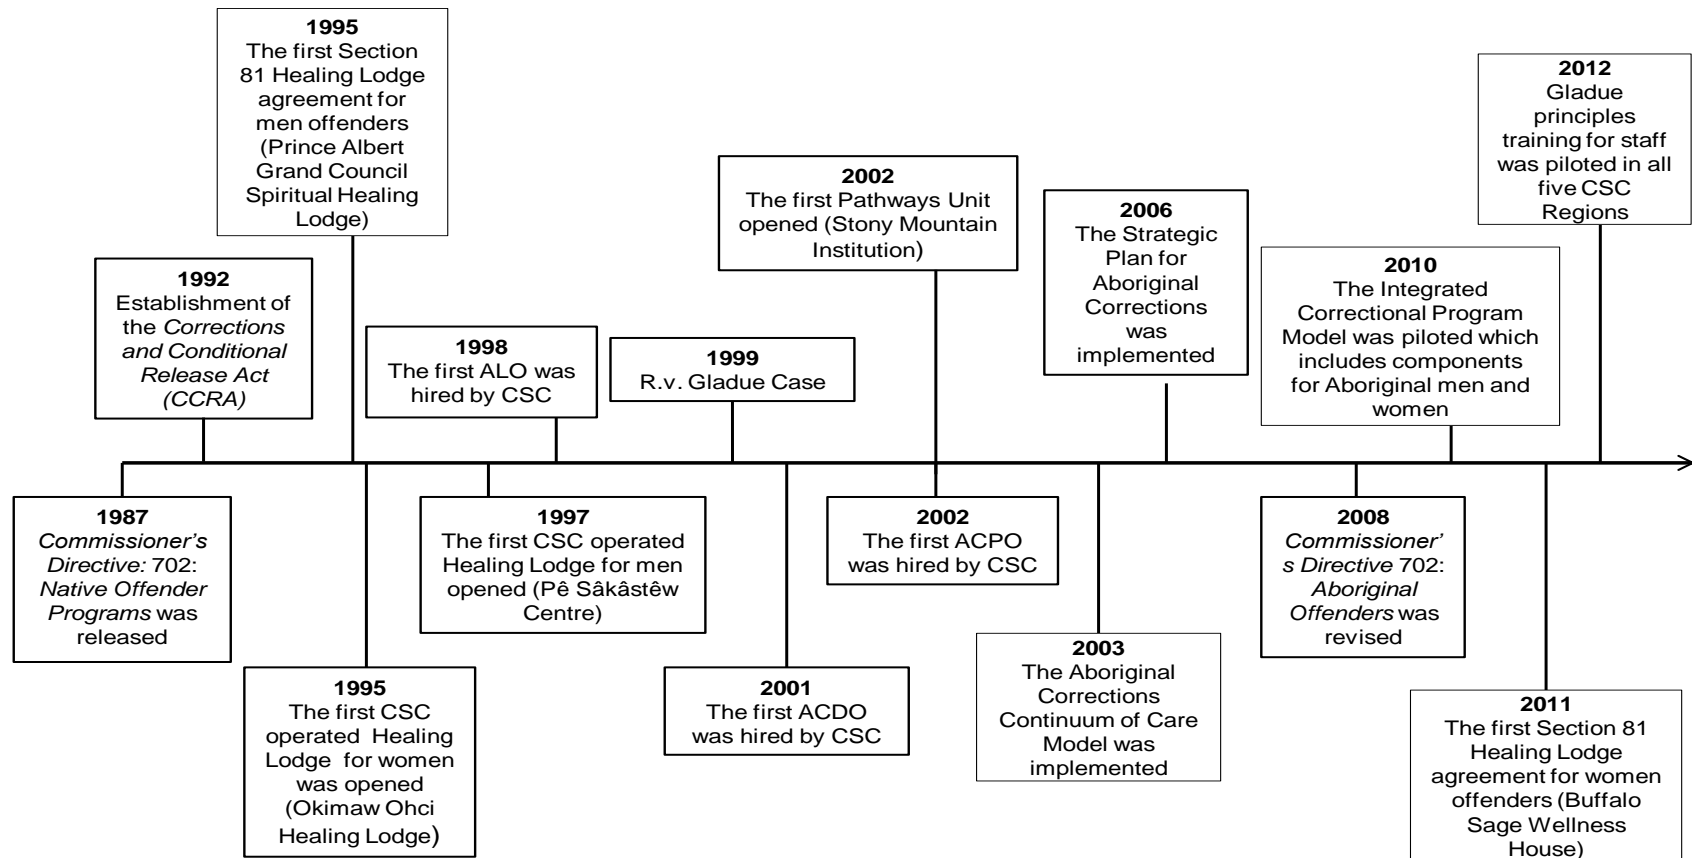 1995
The first Section
81 Healing Lodge
agreement for
men offenders
(Prince Albert
Grand Council
Spiritual Healing
Lodge)
2012
Gladue
principles
training for staff
was piloted in all
five CSC
Regions
2002
The first Pathways Unit
opened (Stony Mountain
Institution)
2006
The Strategic
Plan for
Aboriginal
Corrections
was
implemented
1992
Establishment of
the Corrections
and Conditional
Release Act
(CCRA)
2010
The Integrated
Correctional Program
Model was piloted which
includes components
for Aboriginal men and
women
1998
The first ALO was
hired by CSC
1999
R.v. Gladue Case
1987
Commissioner’s
Directive: 702:
Native Offender
Programs was
released
1997
The first CSC operated
Healing Lodge for men
opened (Pê Sâkâstêw
Centre)
2002
The first ACPO
was hired by CSC
2008
Commissioner’
s Directive 702:
Aboriginal
Offenders was
revised
1995
The first CSC
operated Healing
Lodge for women
was opened
(Okimaw Ohci
Healing Lodge)
2001
The first ACDO
was hired by CSC
2003
The Aboriginal
Corrections
Continuum of Care
Model was
implemented
2011
The first Section 81
Healing Lodge
agreement for women
offenders (Buffalo
Sage Wellness
House)